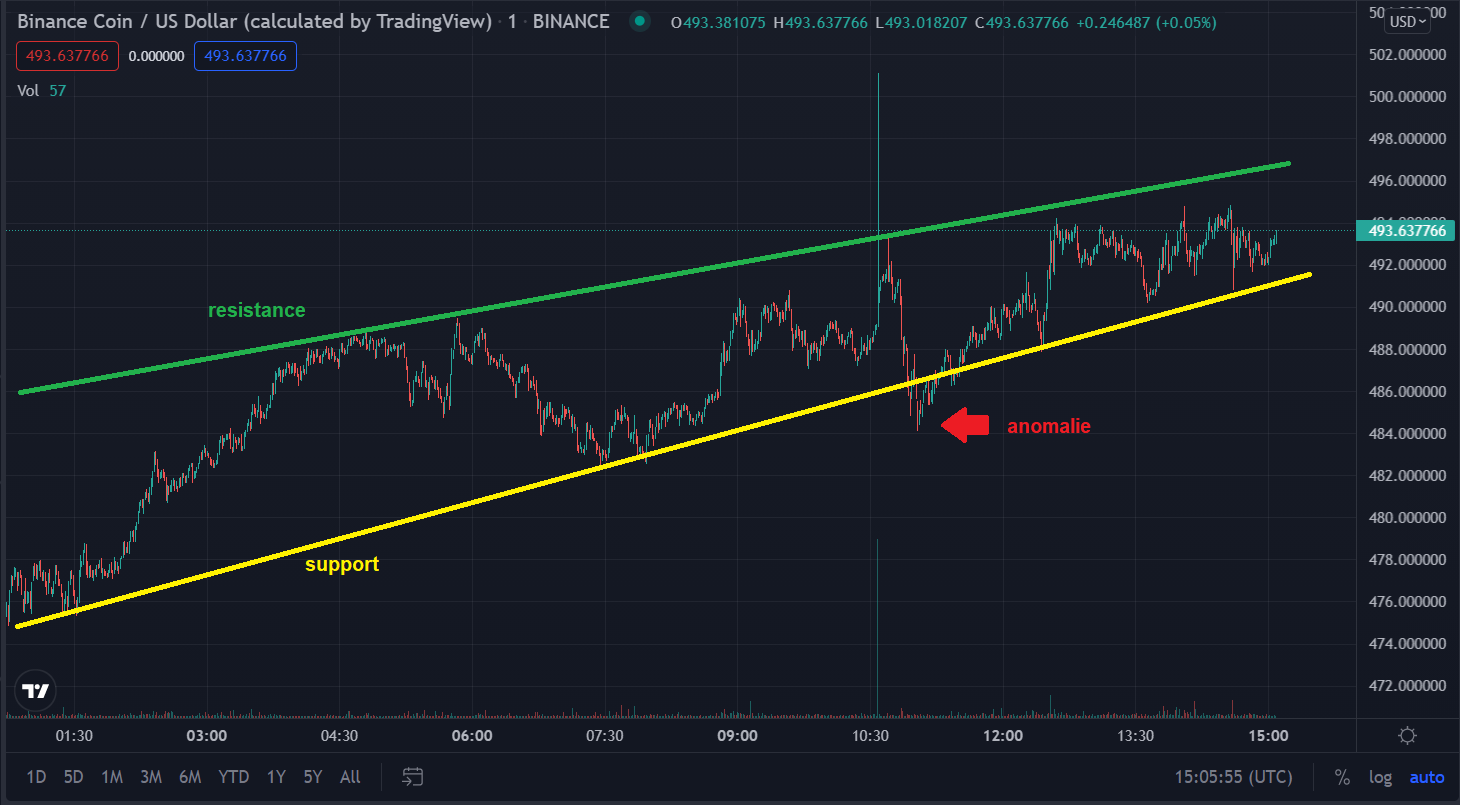 Binance Coin / US Dollar (calculated by TradingView) · 1 · BINANCE O493.381075 H493.637766 L493.018207 C493.637766 +0.246487 (+0.05%)
USD
493.637766 0.000000 493.637766
Vol 57
502.000000
500.000000
498.000000
496.000000
493.637766
492.000000
490.000000
488.000000
486.000000
484.000000
482.000000
480.000000
478.000000
476.000000
474.000000
472.000000
resistance
anomalie
support
01:30 03:00 04:30 06:00 07:30 09:00 10:30 12:00 13:30 15:00
1D 5D 1M 3M 6M YTD 1Y 5Y All 15:05:55 (UTC) % log auto